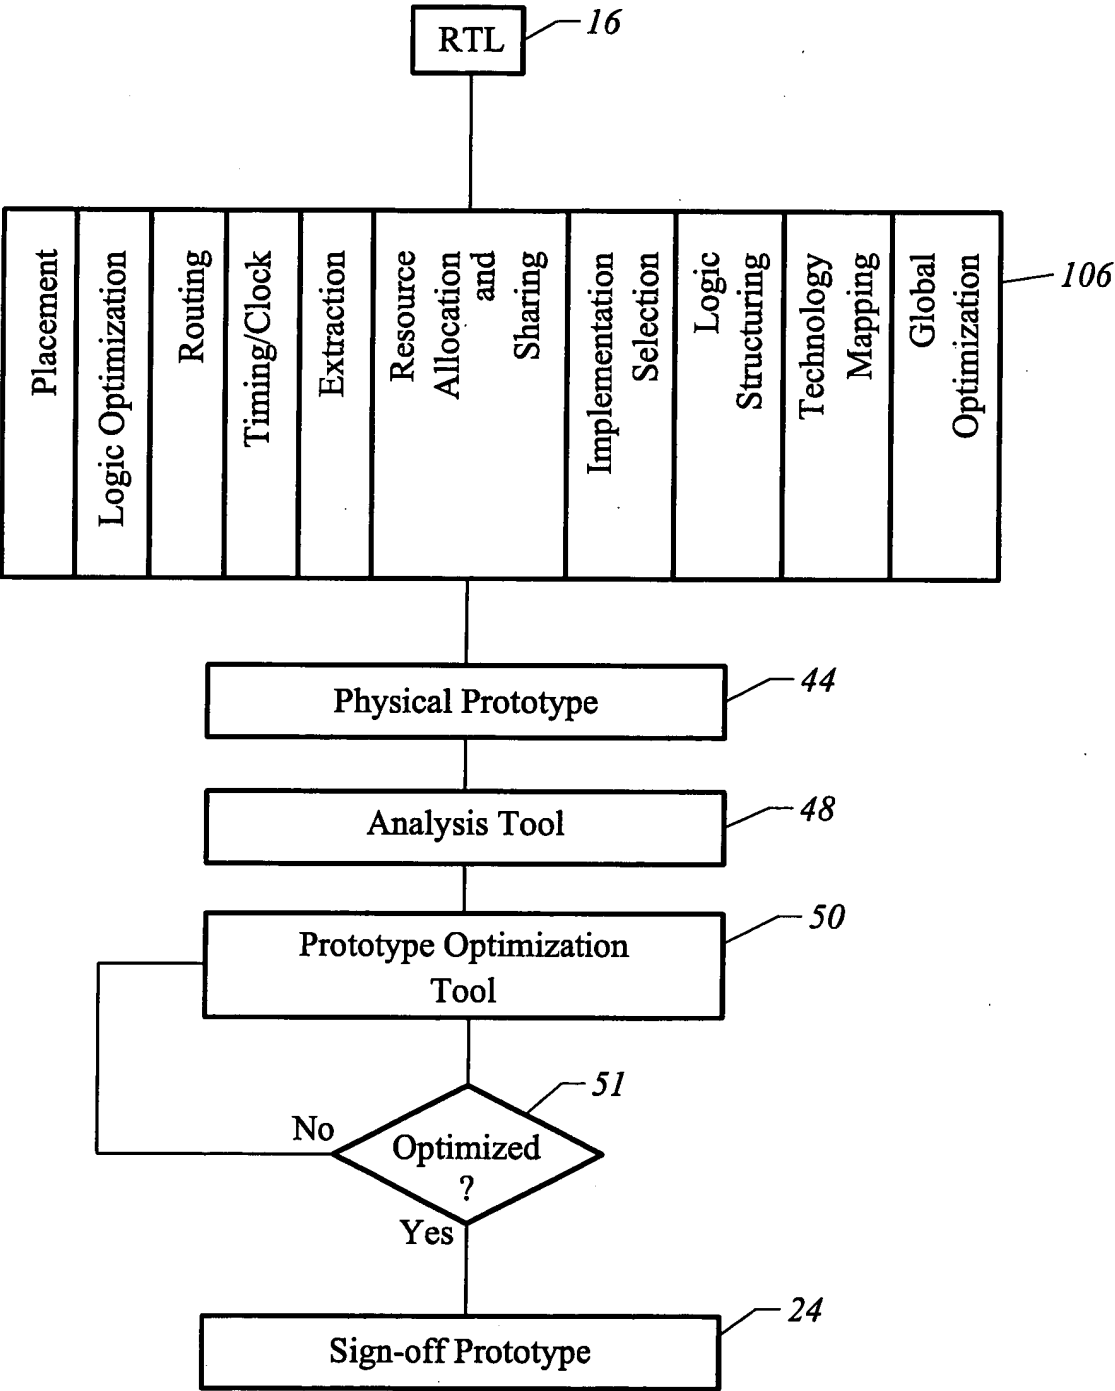 RTL
16
Placement
Logic Optimization
Routing
Timing/Clock
Extraction
Resource
Allocation
and
Sharing
Implementation
Selection
Logic
Structuring
Technology
Mapping
Global
Optimization
106
Physical Prototype
44
Analysis Tool
48
Prototype Optimization
Tool
50
51
No
Optimized
?
Yes
24
Sign-off Prototype